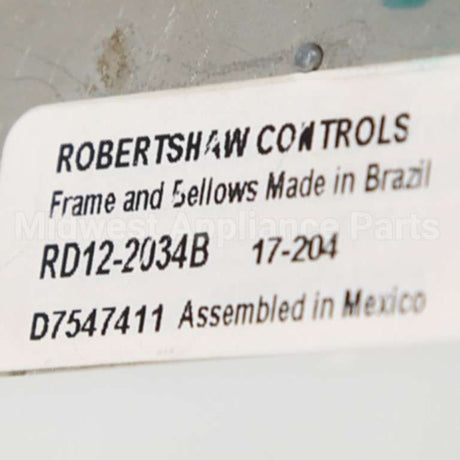 ROBERTSHAW CONTROLS
Frame and Bellows Made in Brazil
Midwest Appliance Parts
RD12-2034B 17-204
D7547411 Assembled in Mexico